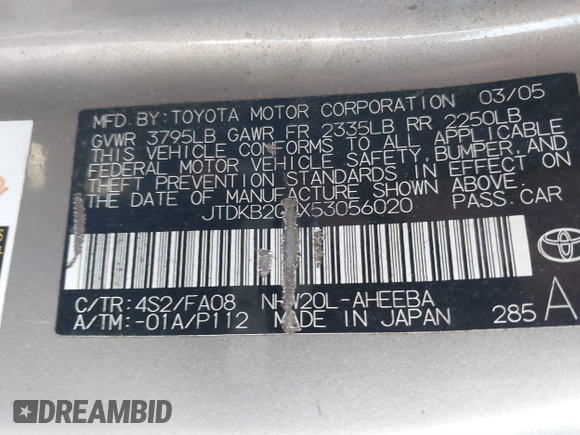 MFD. BY: TOYOTA MOTOR CORPORATION 03/05
GVWR 3795LB GAWR FR 2335LB RR 2250LB
THIS VEHICLE CONFORMS TO ALL APPLICABLE
FEDERAL MOTOR VEHICLE SAFETY, BUMPER, AND
THEFT PREVENTION STANDARDS IN EFFECT ON
THE DATE OF MANUFACTURE SHOWN ABOVE.
PASS. CAR
C/TR: 4S2/FA08
A/TM: -01A/P112 MADE IN JAPAN 285 A
TOYOTA
DREAMBID